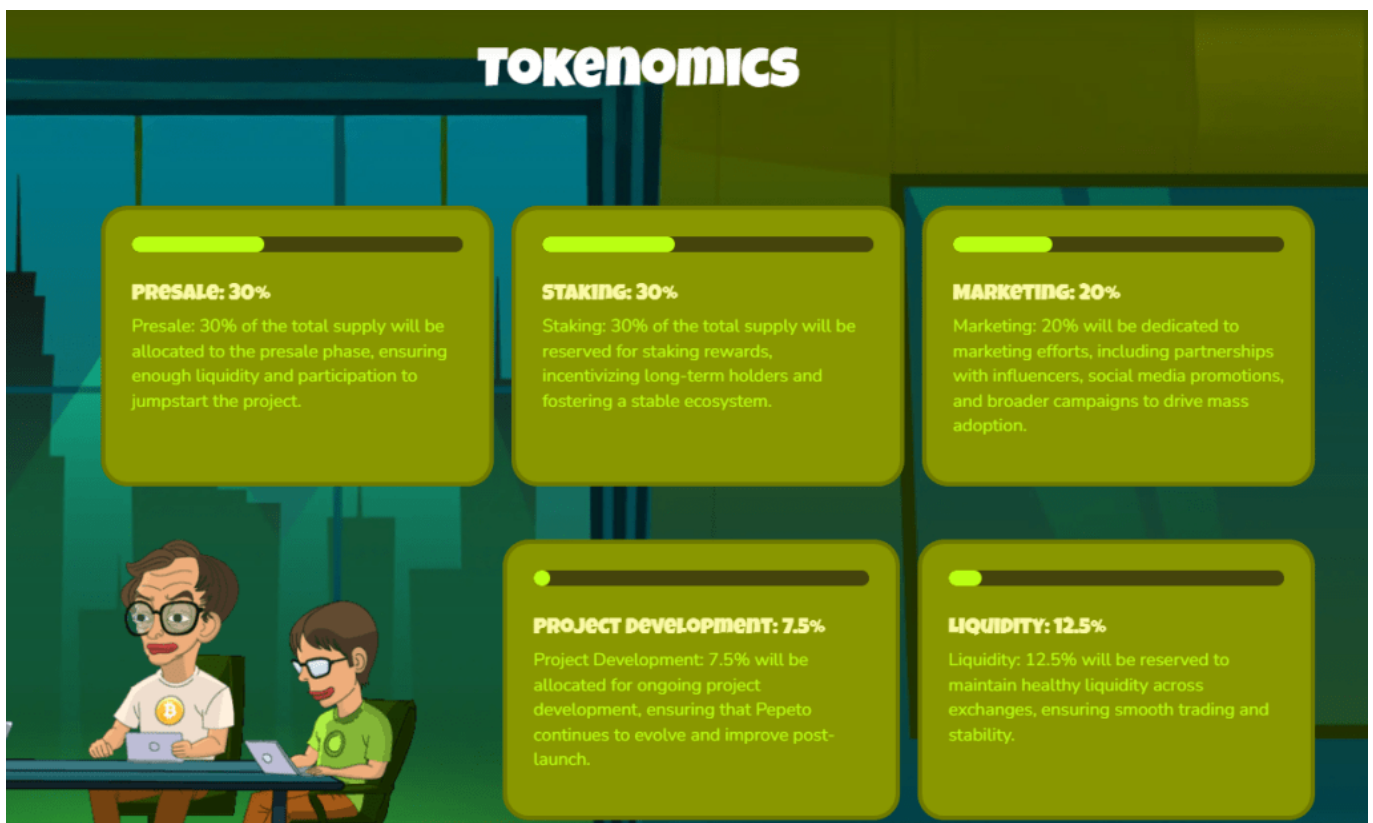 Tokenomics
Presale: 30%
Presale: 30% of the total supply will be
allocated to the presale phase, ensuring
enough liquidity and participation to
jumpstart the project.
Staking: 30%
Staking: 30% of the total supply will be
reserved for staking rewards,
incentivizing long-term holders and
fostering a stable ecosystem.
Marketing: 20%
Marketing: 20% will be dedicated to
marketing efforts, including partnerships
with influencers, social media promotions,
and broader campaigns to drive mass
adoption.
Project Development: 7.5%
Project Development: 7.5% will be
allocated for ongoing project
development, ensuring that Pepeto
continues to evolve and improve post-
launch.
Liquidity: 12.5%
Liquidity: 12.5% will be reserved to
maintain healthy liquidity across
exchanges, ensuring smooth trading and
stability.